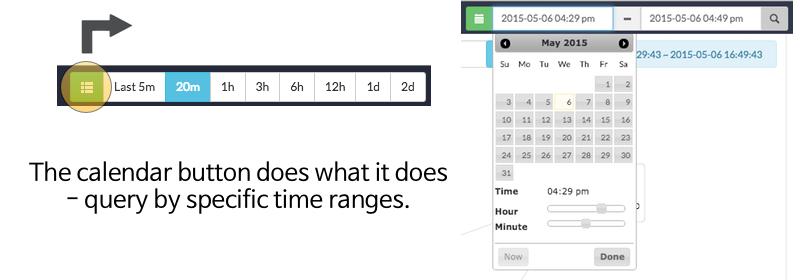 Last 5m 20m 1h 3h 6h 12h 1d 2d
The calendar button does what it does
- query by specific time ranges.
2015-05-06 04:29 pm - 2015-05-06 04:49 pm
May 2015
29:43 ~ 2015-05-06 16:49:43
Su Mo Tu We Th Fr Sa
1 2
3 4 5 6 7 8 9
10 11 12 13 14 15 16
17 18 19 20 21 22 23
24 25 26 27 28 29 30
31
Time 04:29 pm
Hour
Minute
Now Done